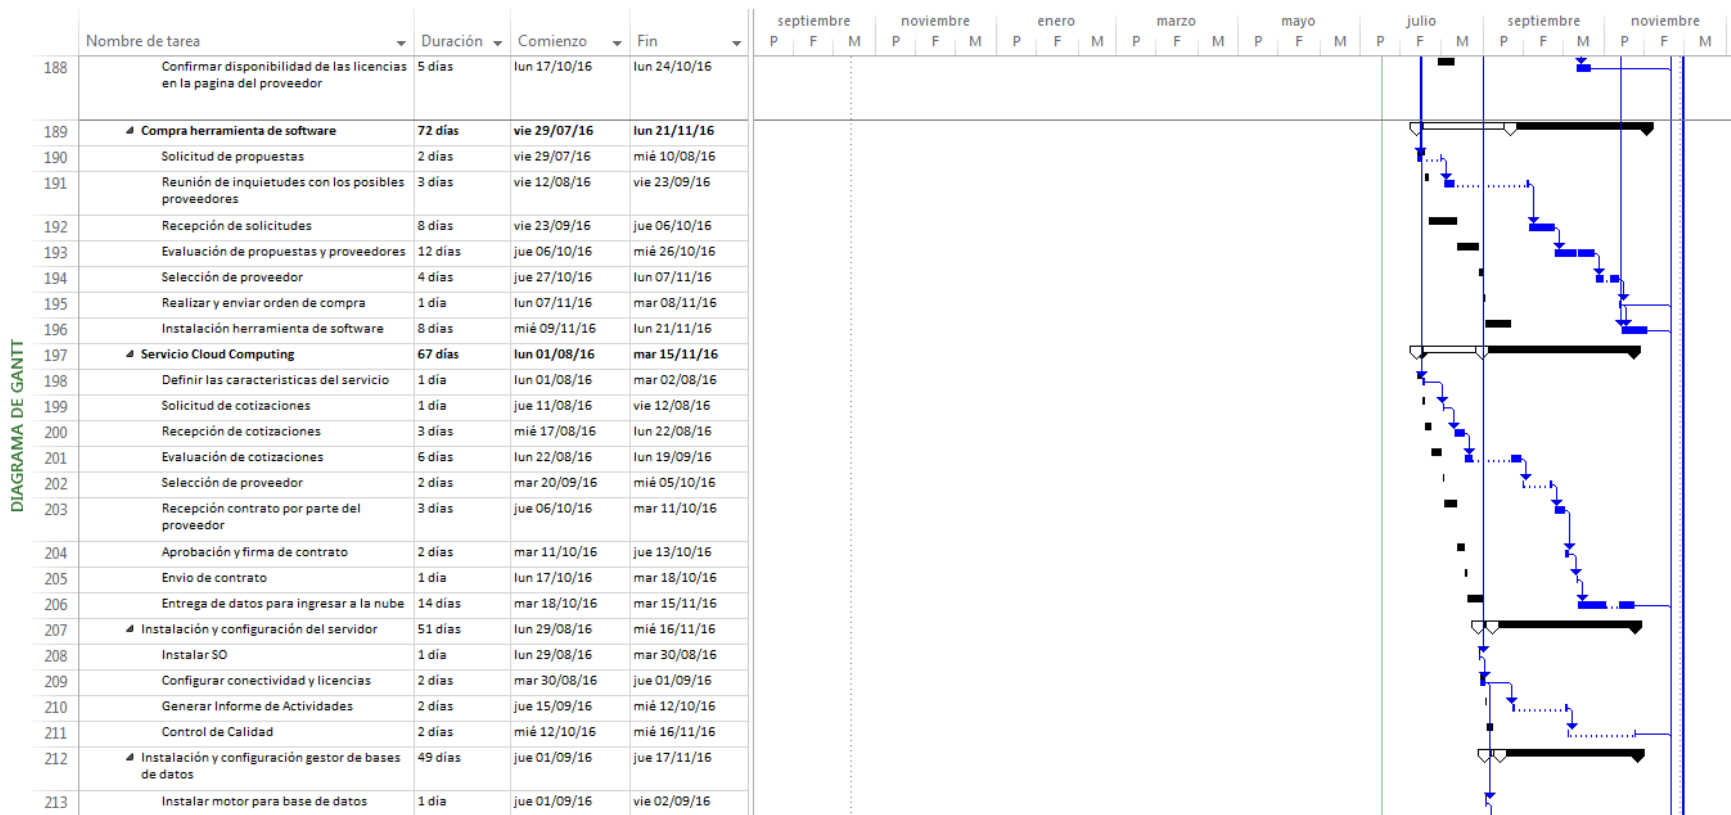 septiembre noviembre enero marzo mayo julio septiembre noviembre
Nombre de tarea Duración Comienzo Fin P F M P F M P F M P F M P F M P F M P F M P F M
188 Confirmar disponibilidad de las licencias 5 días lun 17/10/16 lun 24/10/16
en la pagina del proveedor
189 Compra herramienta de software 72 días vie 29/07/16 lun 21/11/16
190 Solicitud de propuestas 2 días vie 29/07/16 mié 10/08/16
191 Reunión de inquietudes con los posibles 3 días vie 12/08/16 vie 23/09/16
proveedores
192 Recepción de solicitudes 8 días vie 23/09/16 jue 06/10/16
193 Evaluación de propuestas y proveedores 12 días jue 06/10/16 mié 26/10/16
194 Selección de proveedor 4 días jue 27/10/16 lun 07/11/16
195 Realizar y enviar orden de compra 1 día lun 07/11/16 mar 08/11/16
196 Instalación herramienta de software 8 días mié 09/11/16 lun 21/11/16
197 Servicio Cloud Computing 67 días lun 01/08/16 mar 15/11/16
198 Definir las caracteristicas del servicio 1 día lun 01/08/16 mar 02/08/16
199 Solicitud de cotizaciones 1 día jue 11/08/16 vie 12/08/16
200 Recepción de cotizaciones 3 días mié 17/08/16 lun 22/08/16
201 Evaluación de cotizaciones 6 días lun 22/08/16 lun 19/09/16
202 Selección de proveedor 2 días mar 20/09/16 mié 05/10/16
203 Recepción contrato por parte del 3 días jue 06/10/16 mar 11/10/16
proveedor
204 Aprobación y firma de contrato 2 días mar 11/10/16 jue 13/10/16
205 Envio de contrato 1 día lun 17/10/16 mar 18/10/16
206 Entrega de datos para ingresar a la nube 14 días mar 18/10/16 mar 15/11/16
207 Instalación y configuración del servidor 51 días lun 29/08/16 mié 16/11/16
208 Instalar SO 1 día lun 29/08/16 mar 30/08/16
209 Configurar conectividad y licencias 2 días mar 30/08/16 jue 01/09/16
210 Generar Informe de Actividades 2 días jue 15/09/16 mié 12/10/16
211 Control de Calidad 2 días mié 12/10/16 mié 16/11/16
212 Instalación y configuración gestor de bases 49 días jue 01/09/16 jue 17/11/16
de datos
213 Instalar motor para base de datos 1 día jue 01/09/16 vie 02/09/16
DIAGRAMA DE GANTT